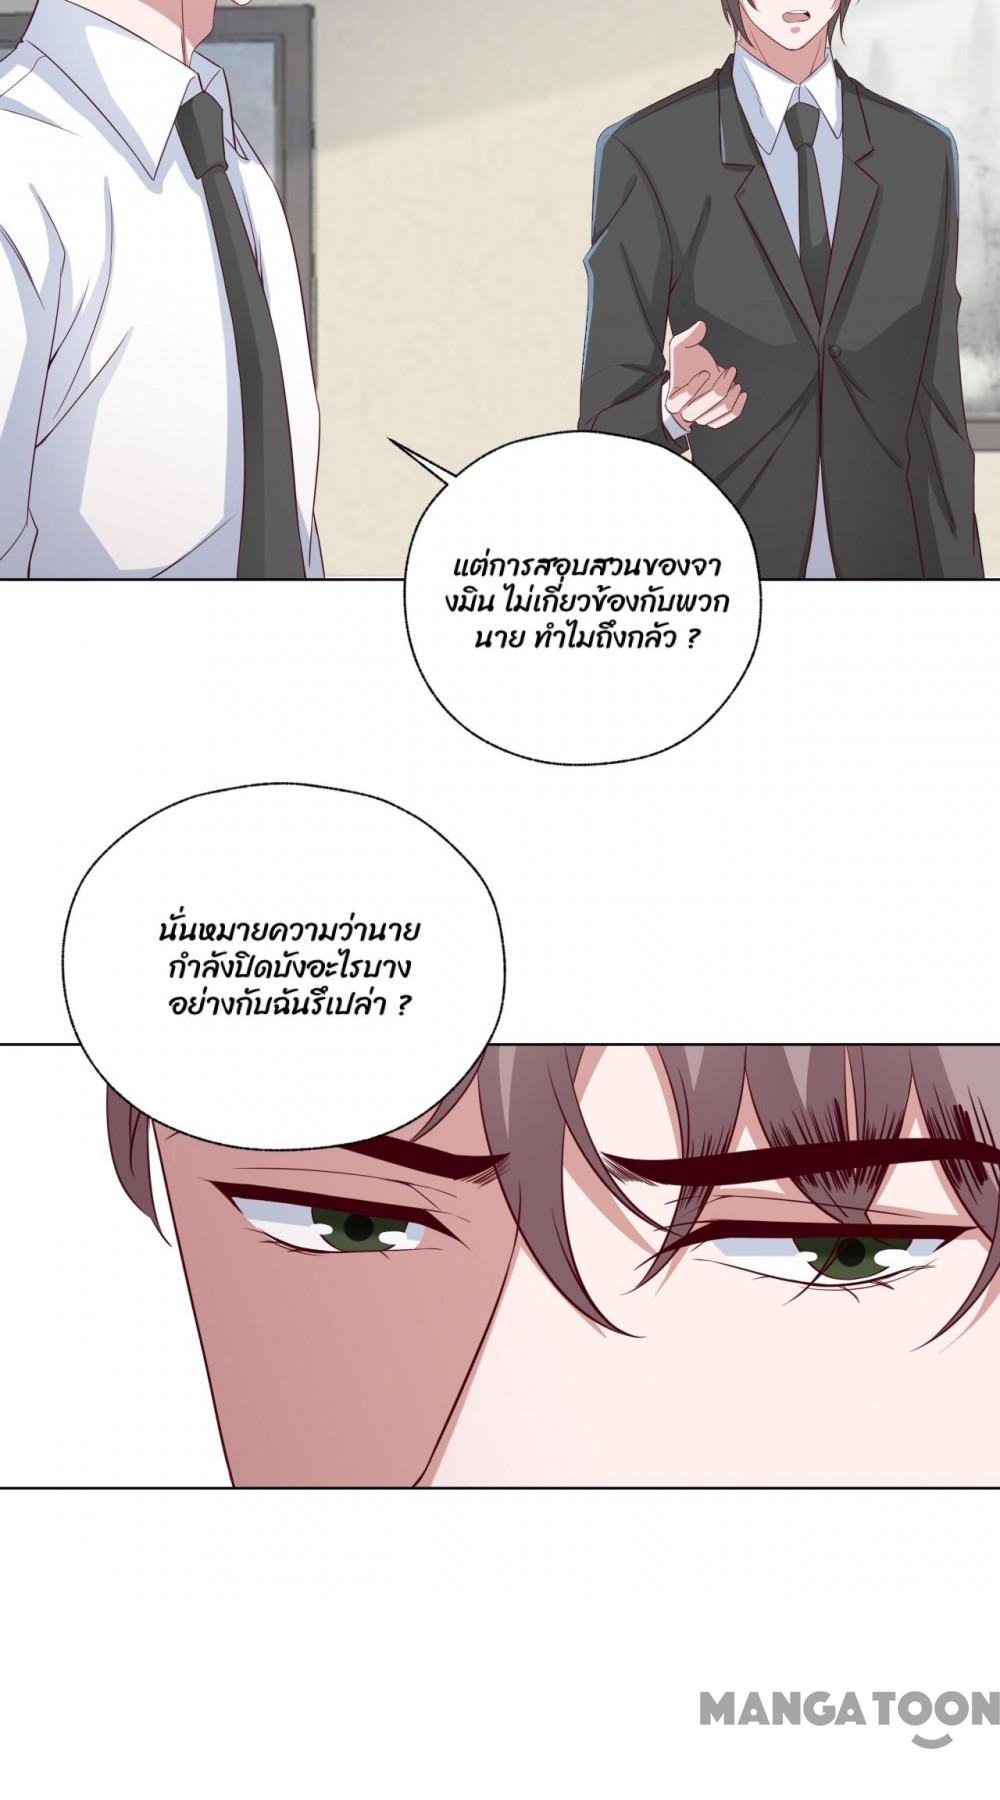 แต่การสอบสวนของจา
งมิน ไม่เกี่ยวข้องกับพวก
นาย ทำไมถึงกลัว ?
นั่นหมายความว่านาย
กำลังปิดบังอะไรบาง
อย่างกับฉันรึเปล่า ?
MANGATOON